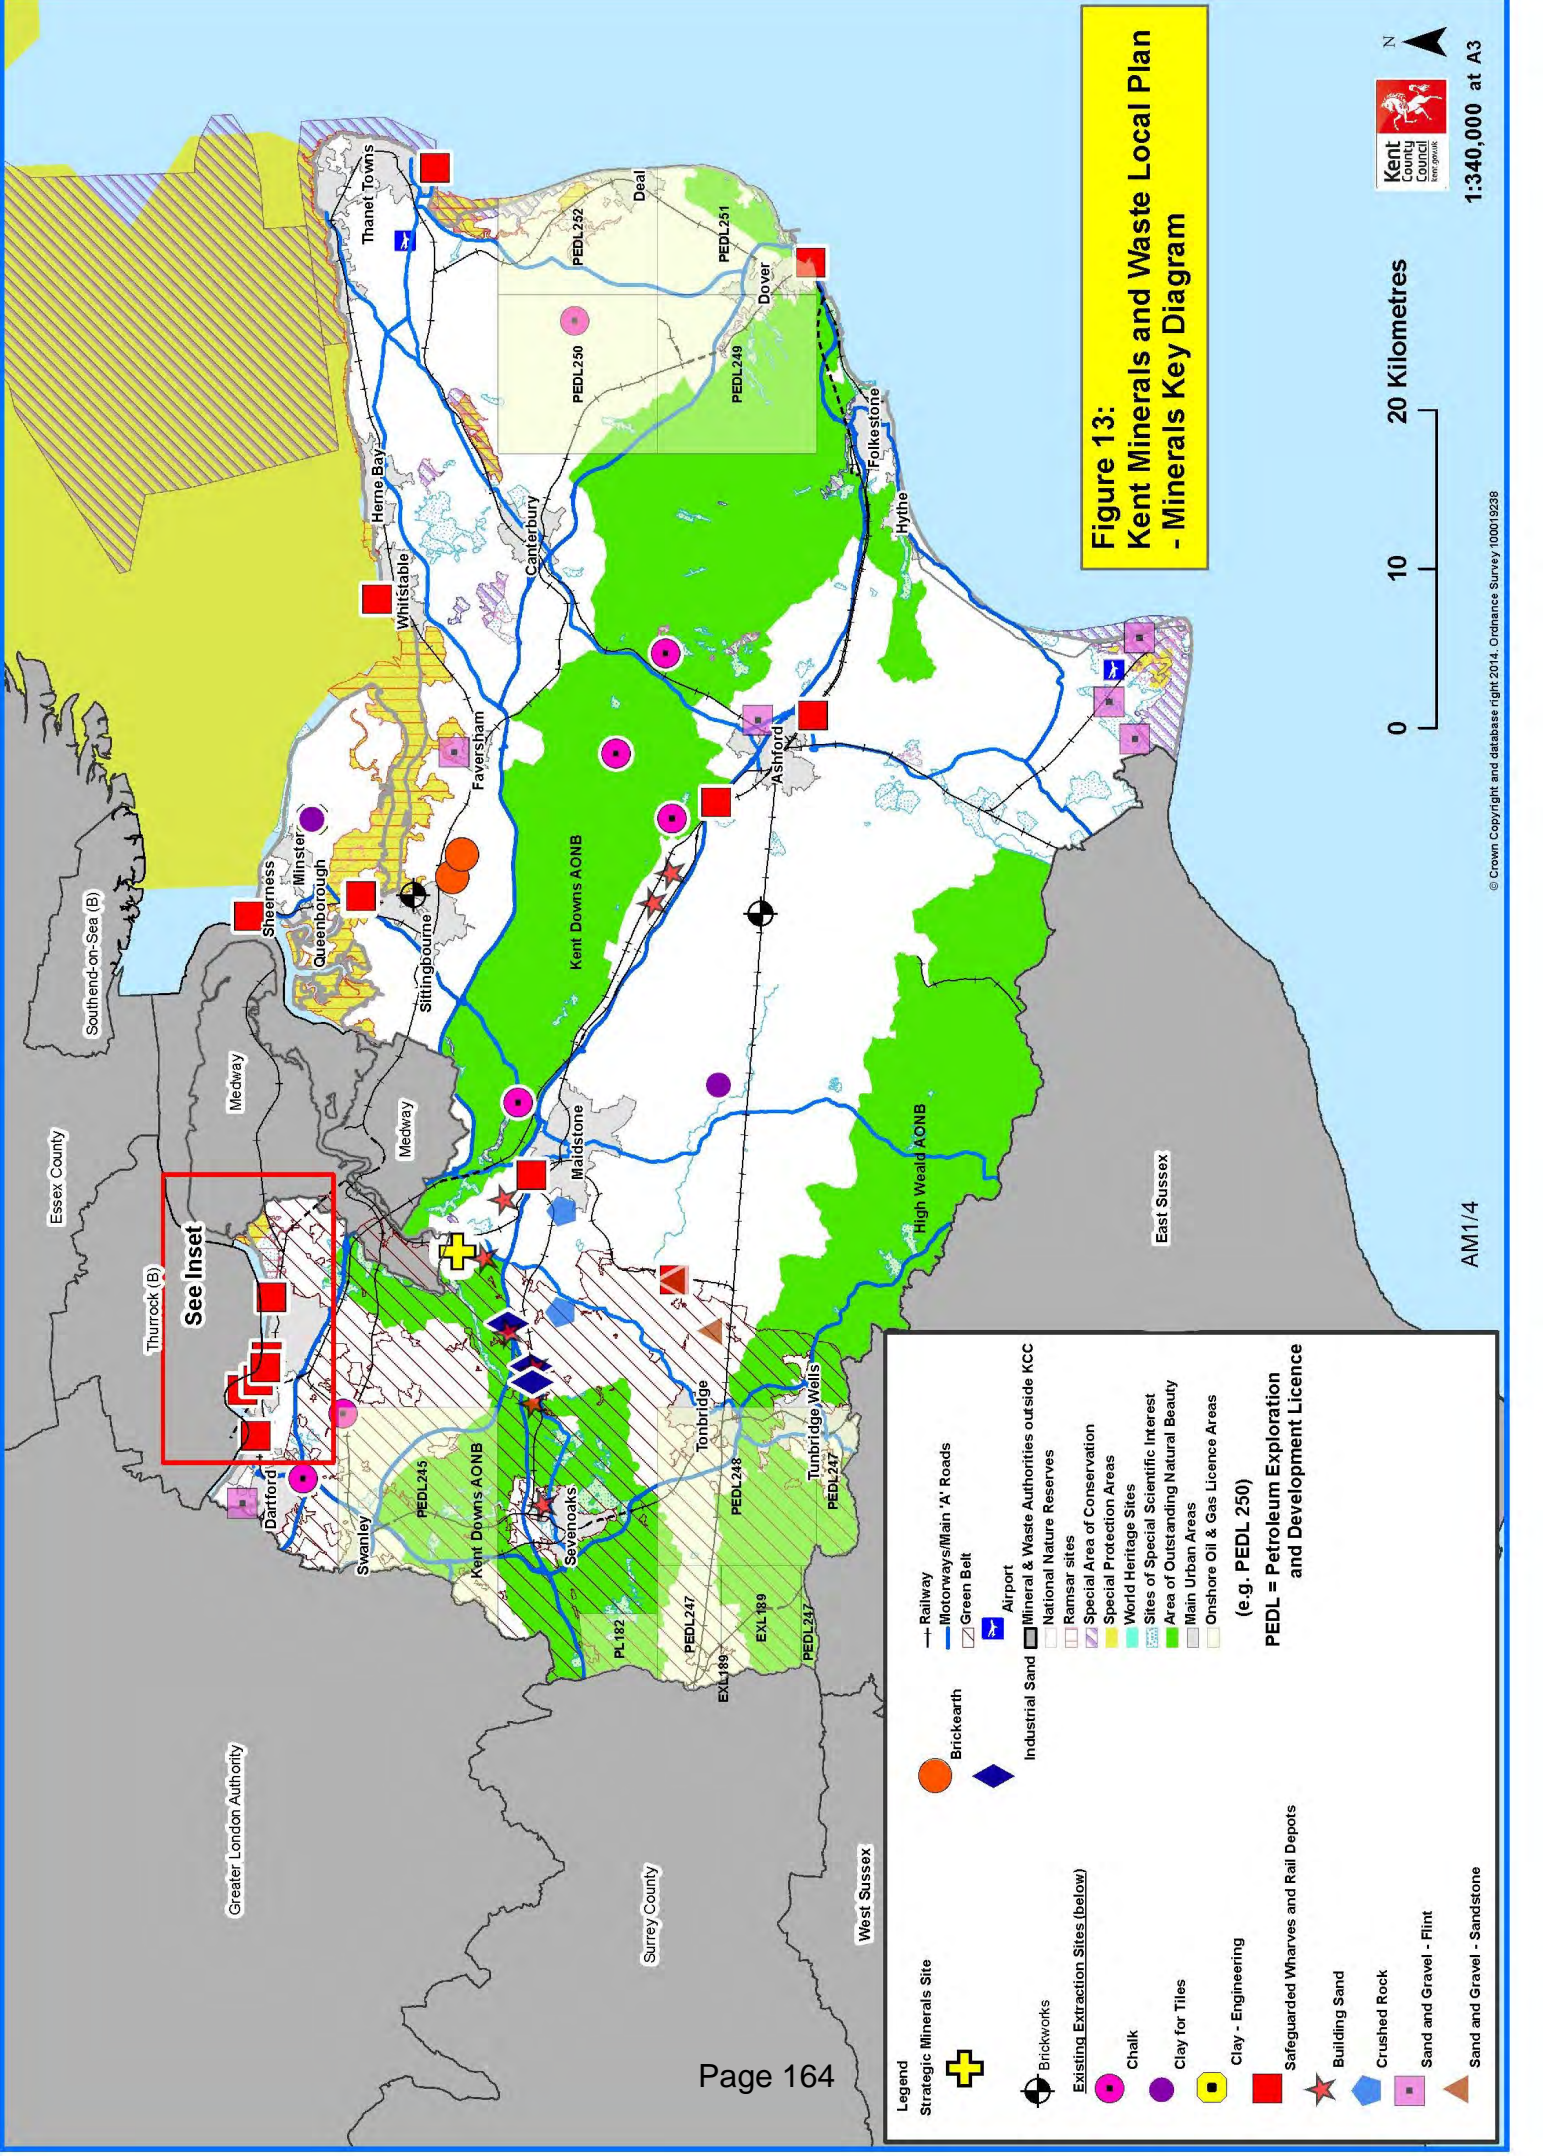 Figure 13:
Kent Minerals and Waste Local Plan
- Minerals Key Diagram
Kent
County
Council
kent.gov.uk
N
1:340,000 at A3
0
10
20 Kilometres
© Crown Copyright and database right 2014. Ordnance Survey 100019238
AM1/4
Essex County
Southend-on-Sea (B)
Thurrock (B)
See Inset
Medway
Medway
Greater London Authority
Surrey County
West Sussex
East Sussex
Dartford
Swanley
Sevenoaks
Tonbridge
Tunbridge Wells
Maidstone
Sittingbourne
Queenborough
Sheerness
Minster
Faversham
Whitstable
Herne Bay
Canterbury
Thanet Towns
Deal
Dover
Folkestone
Hythe
Ashford
Kent Downs AONB
Kent Downs AONB
High Weald AONB
PEDL245
PEDL248
PEDL247
PEDL247
PEDL247
PL182
EXL189
EXL189
PEDL250
PEDL252
PEDL249
PEDL251
Legend
Strategic Minerals Site
Brickworks
Existing Extraction Sites (below)
Chalk
Clay for Tiles
Clay - Engineering
Safeguarded Wharves and Rail Depots
Building Sand
Crushed Rock
Sand and Gravel - Flint
Sand and Gravel - Sandstone
Brickearth
Industrial Sand
Railway
Motorways/Main 'A' Roads
Green Belt
Airport
Mineral & Waste Authorities outside KCC
National Nature Reserves
Ramsar sites
Special Area of Conservation
Special Protection Areas
World Heritage Sites
Sites of Special Scientific Interest
Area of Outstanding Natural Beauty
Main Urban Areas
Onshore Oil & Gas Licence Areas
(e.g. PEDL 250)
PEDL = Petroleum Exploration
and Development Licence
Page 164